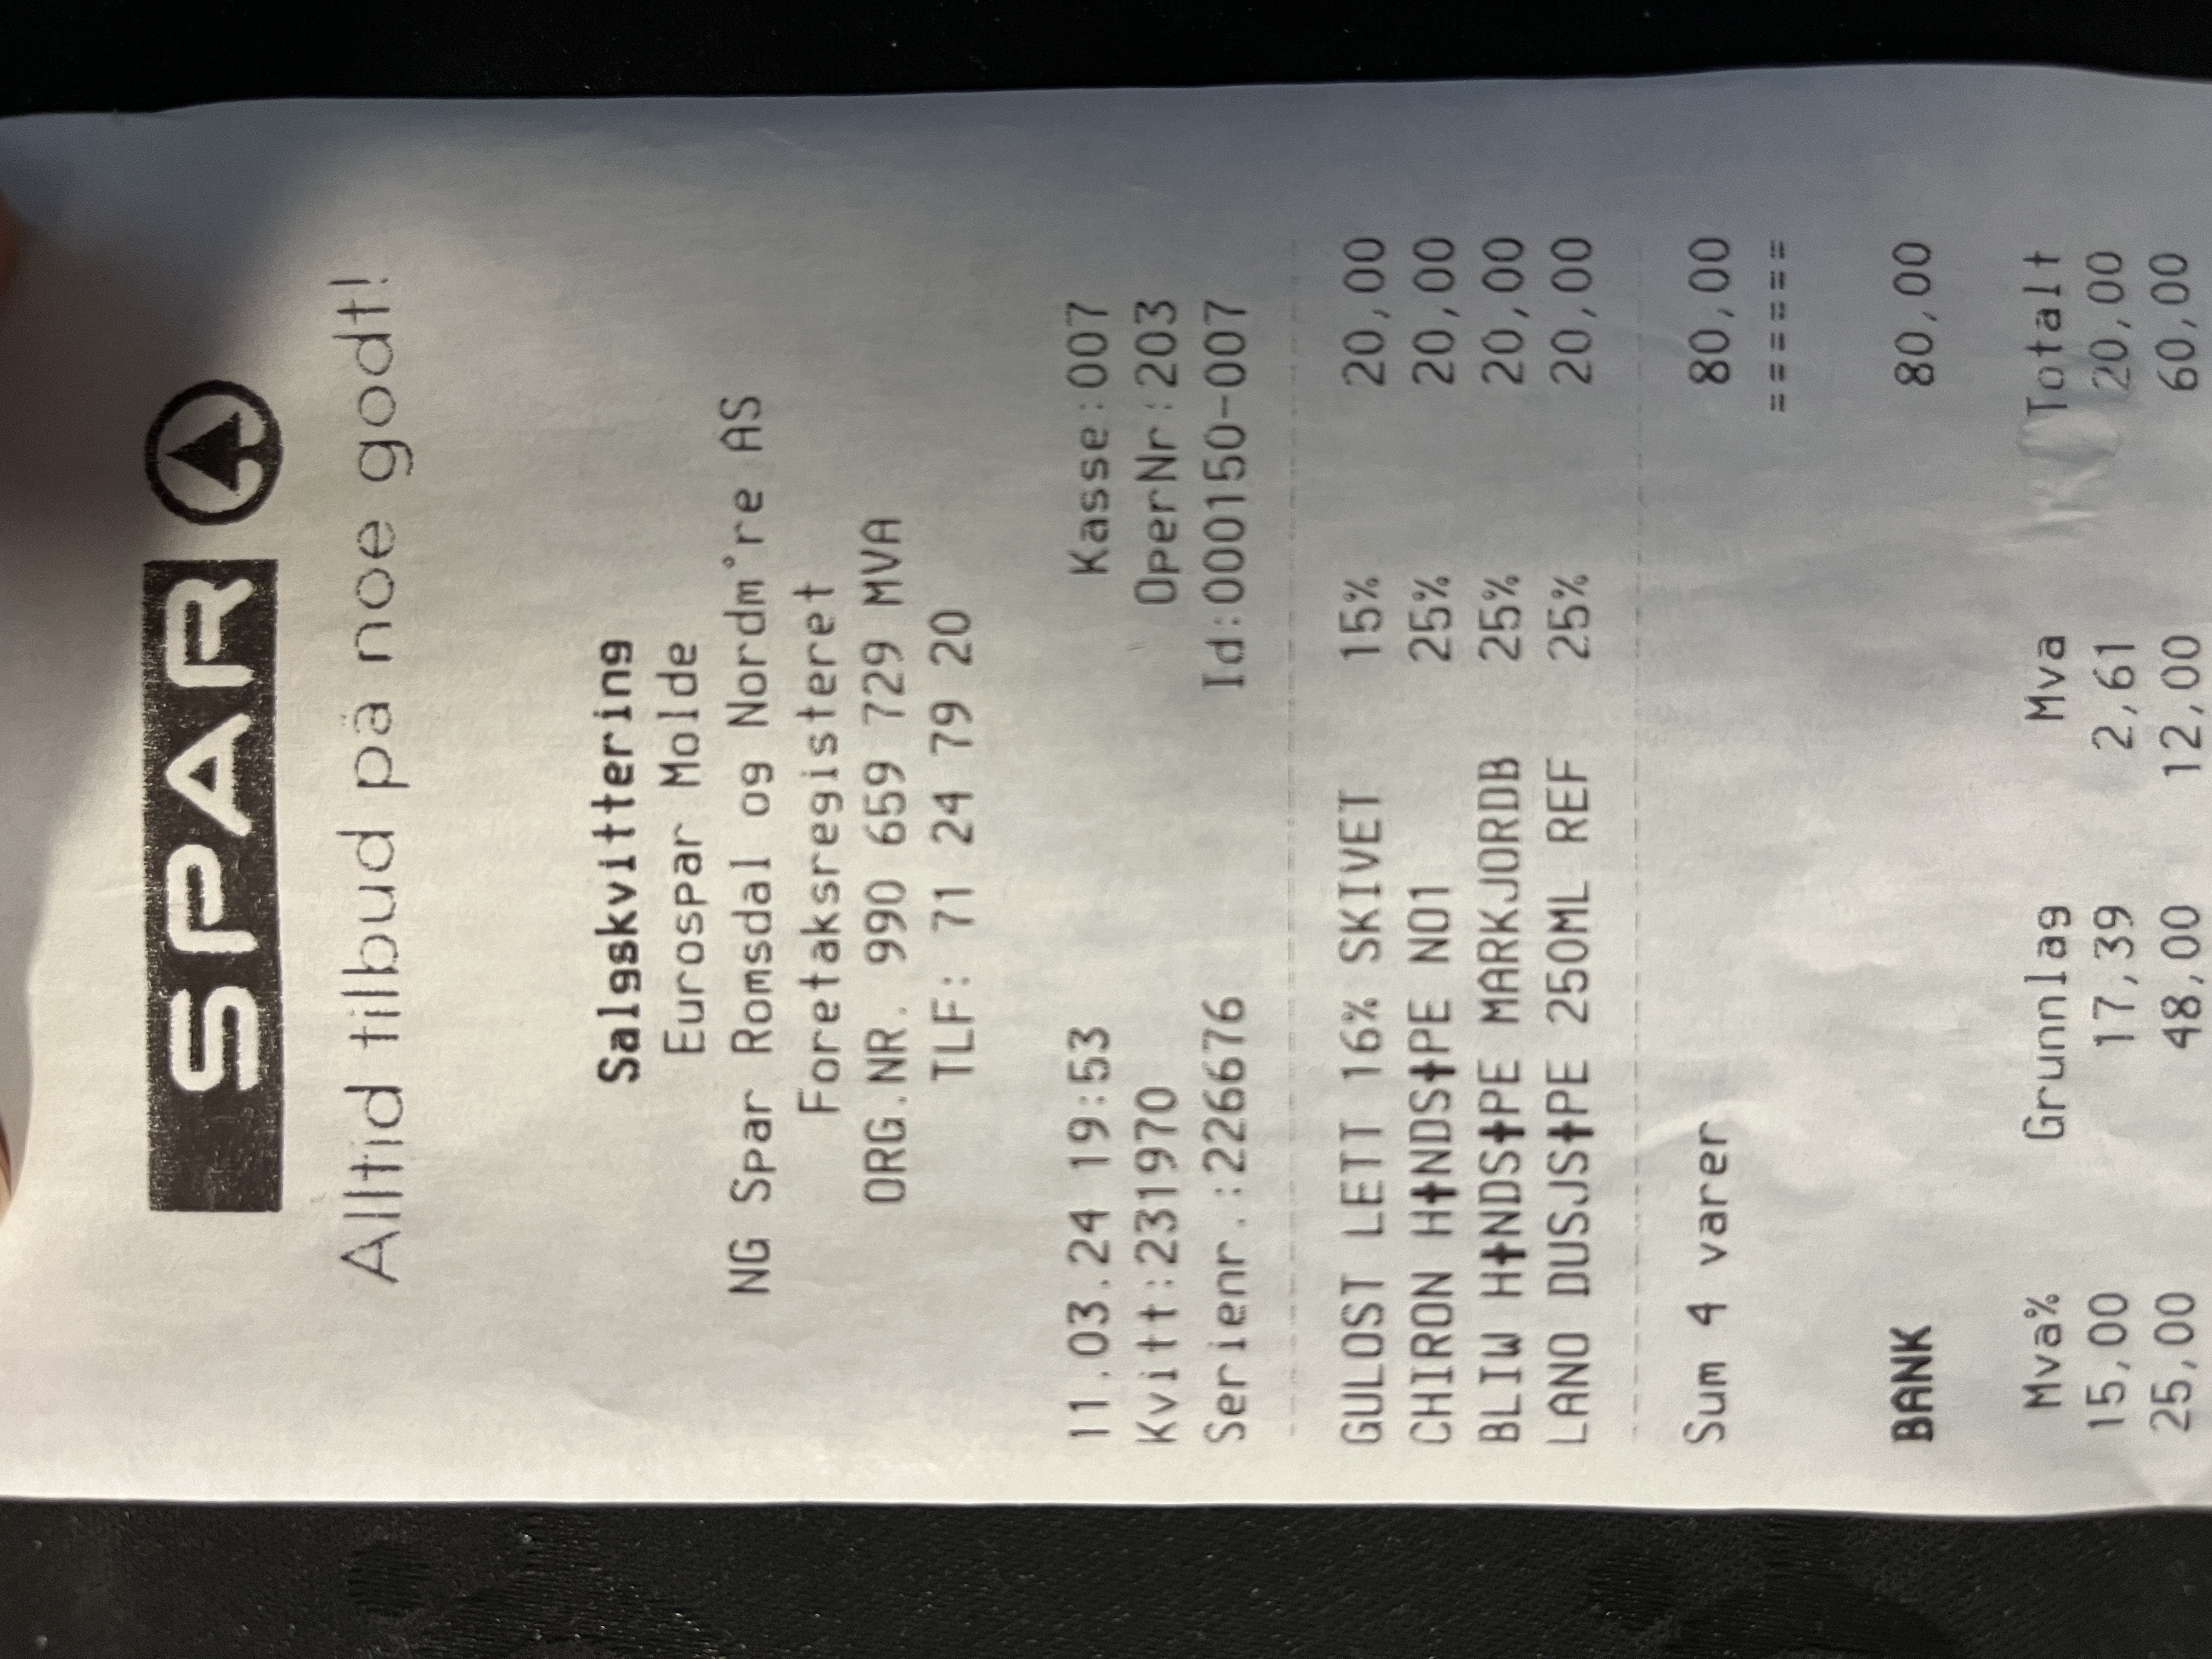 SPAR
Alltid tilbud på noe godt!
Salgskvittering
Eurospar Molde
NG Spar Romsdal og Nordm°re AS
Foretaksregisteret
ORG.NR. 990 659 729 MVA
TLF: 71 24 79 20
11.03.24 19:53 Kasse:007
Kvitt:231970 OperNr:203
Serienr.:226676 Id:000150-007
GULOST LETT 16% SKIVET 15% 20,00
CHIRON H†NDS†PE NO1 25% 20,00
BLIW H†NDS†PE MARKJORDB 25% 20,00
LANO DUSJS†PE 250ML REF 25% 20,00
Sum 4 varer 80,00
======
BANK 80,00
Mva% Grunnlag Mva Totalt
15,00 17,39 2,61 20,00
25,00 48,00 12,00 60,00